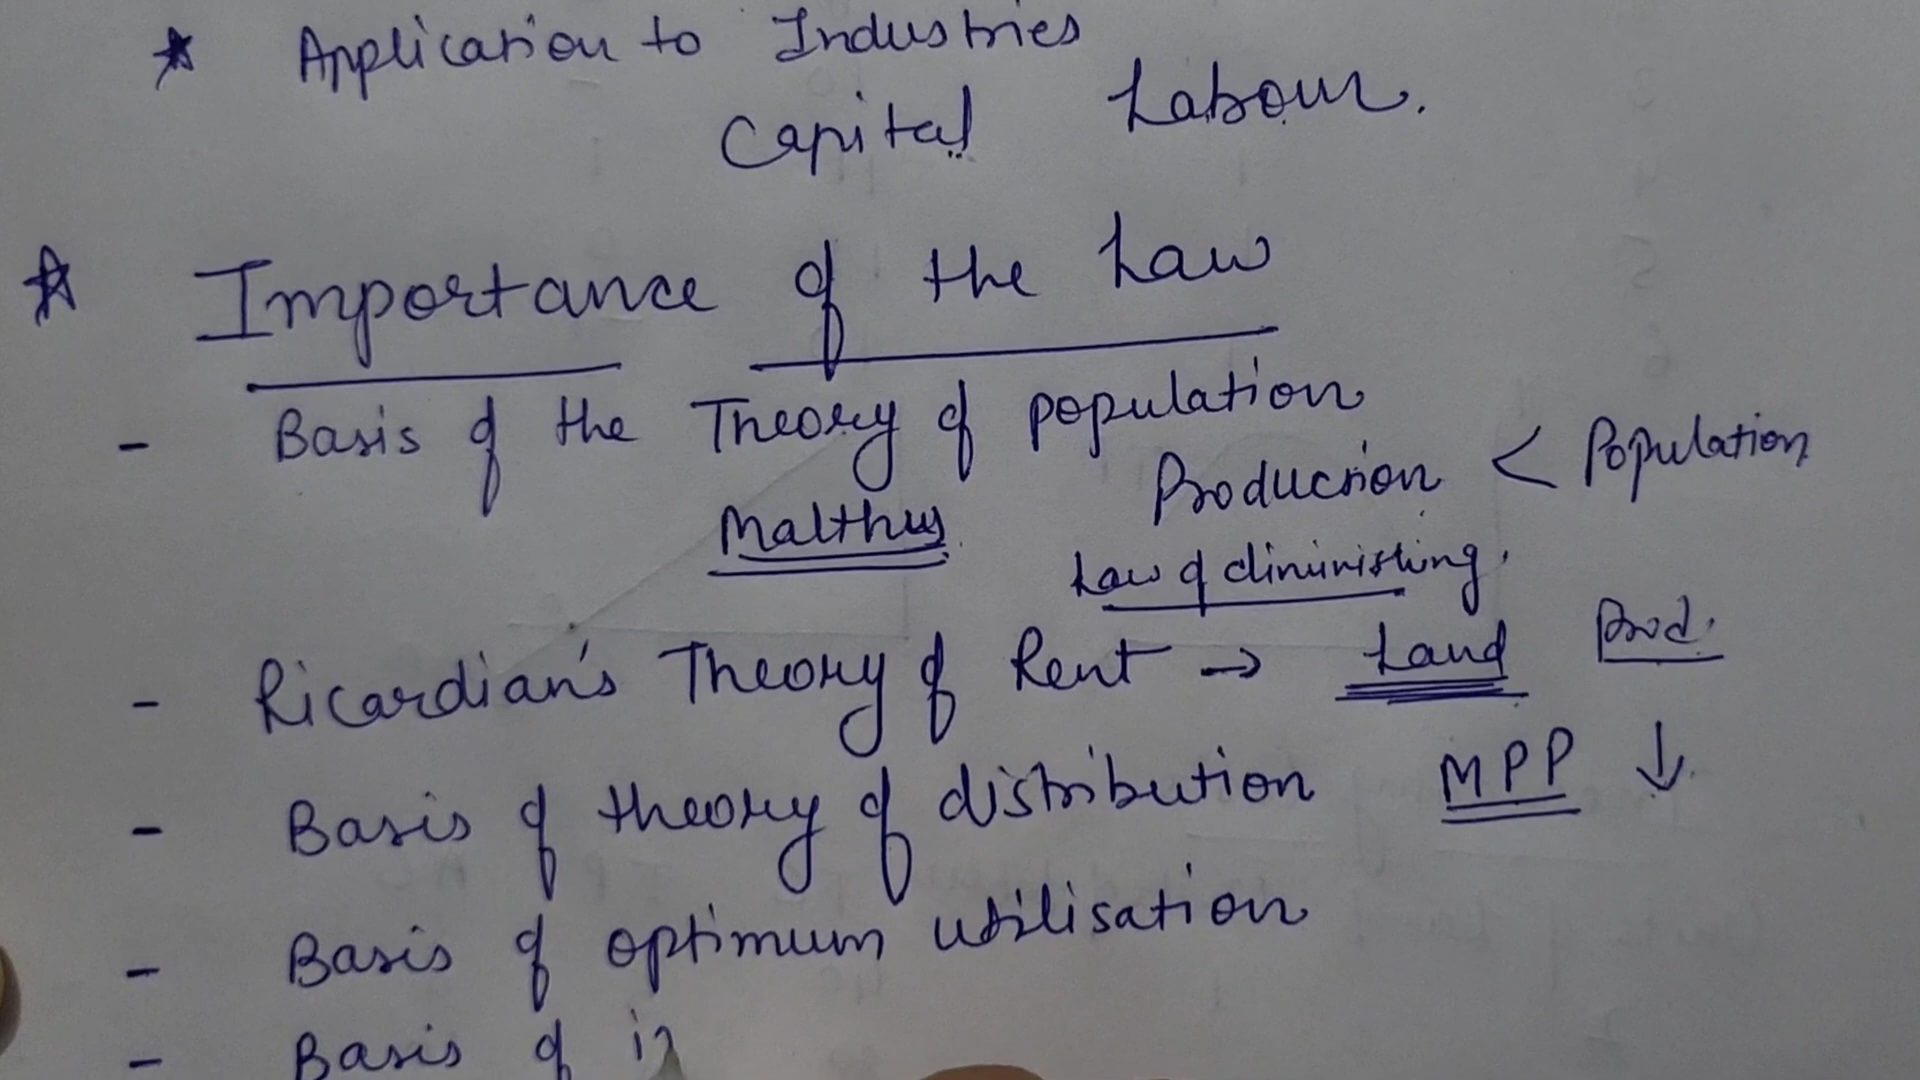 ☆ Application to Industries
Capital Labour.
☆ Importance of the Law
- Basis of the Theory of population
Production < Population
Malthus
Law of diminishing.
- Ricardian's Theory of Rent → Land Prod.
- Basis of theory of distribution MPP ↓
- Basis of optimum utilisation
- Basis of